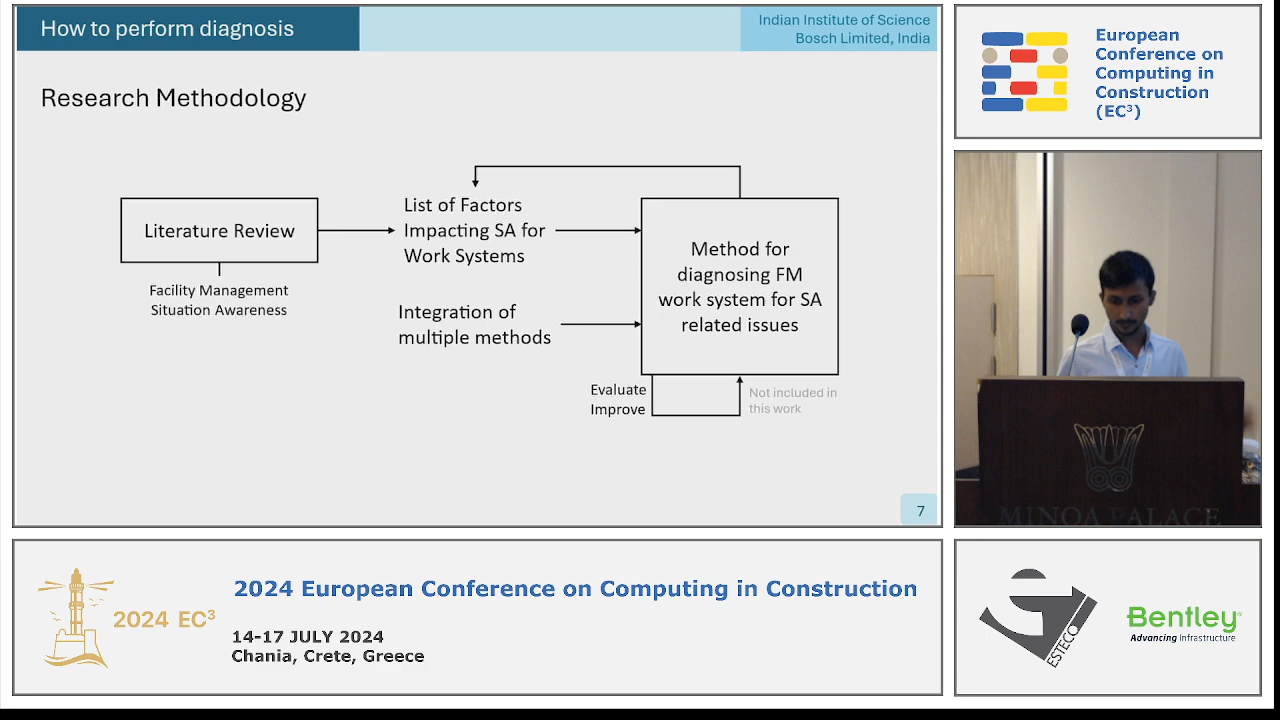 How to perform diagnosis
Indian Institute of Science
Bosch Limited, India
Research Methodology
Literature Review
Facility Management
Situation Awareness
List of Factors
Impacting SA for
Work Systems
Integration of
multiple methods
Method for
diagnosing FM
work system for SA
related issues
Evaluate
Improve
Not included in
this work
7
European
Conference on
Computing in
Construction
(EC³)
MINOA PALACE
2024 EC³
2024 European Conference on Computing in Construction
14-17 JULY 2024
Chania, Crete, Greece
ESTECO
Bentley®
Advancing Infrastructure